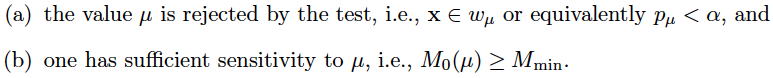 (a) the value μ is rejected by the test, i.e., x ∈ w_μ or equivalently p_μ < α, and
(b) one has sufficient sensitivity to μ, i.e., M_0(μ) ≥ M_min.